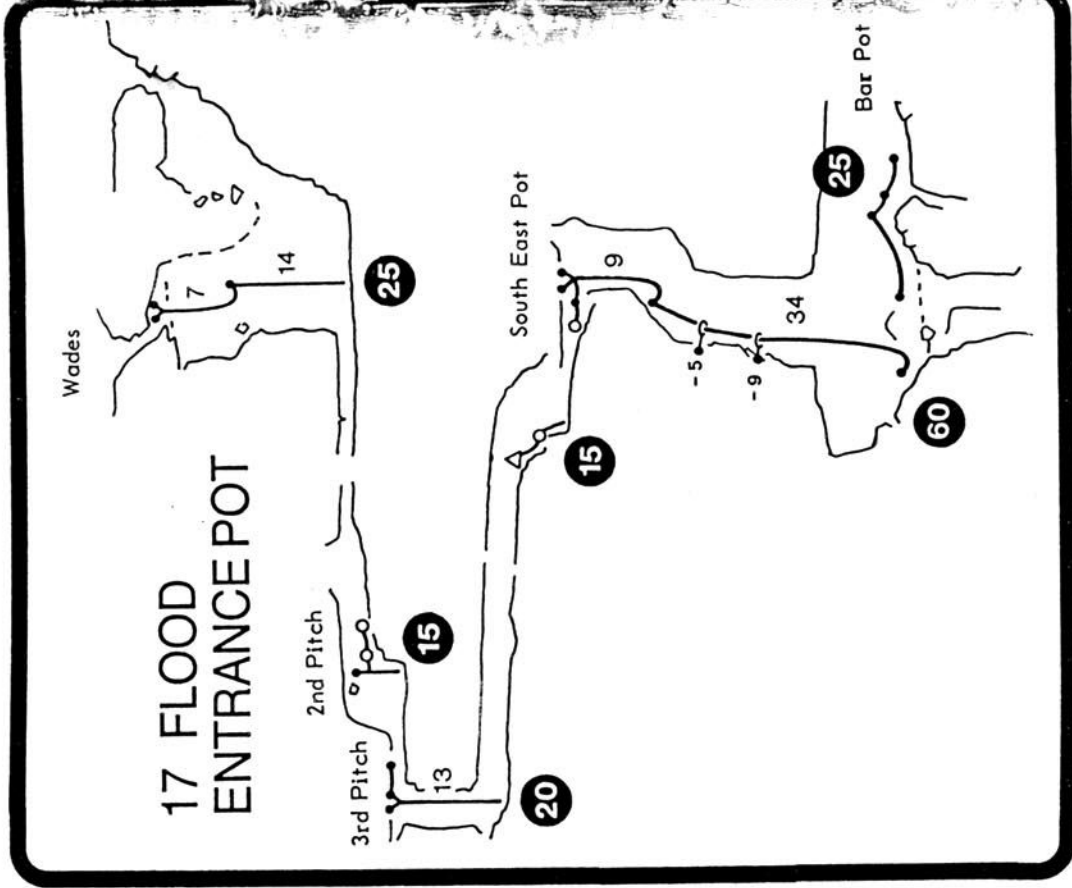 17 FLOOD
ENTRANCE POT
Wades
7
14
25
2nd Pitch
15
3rd Pitch
13
20
15
South East Pot
9
- 5
- 9
34
60
25
Bar Pot